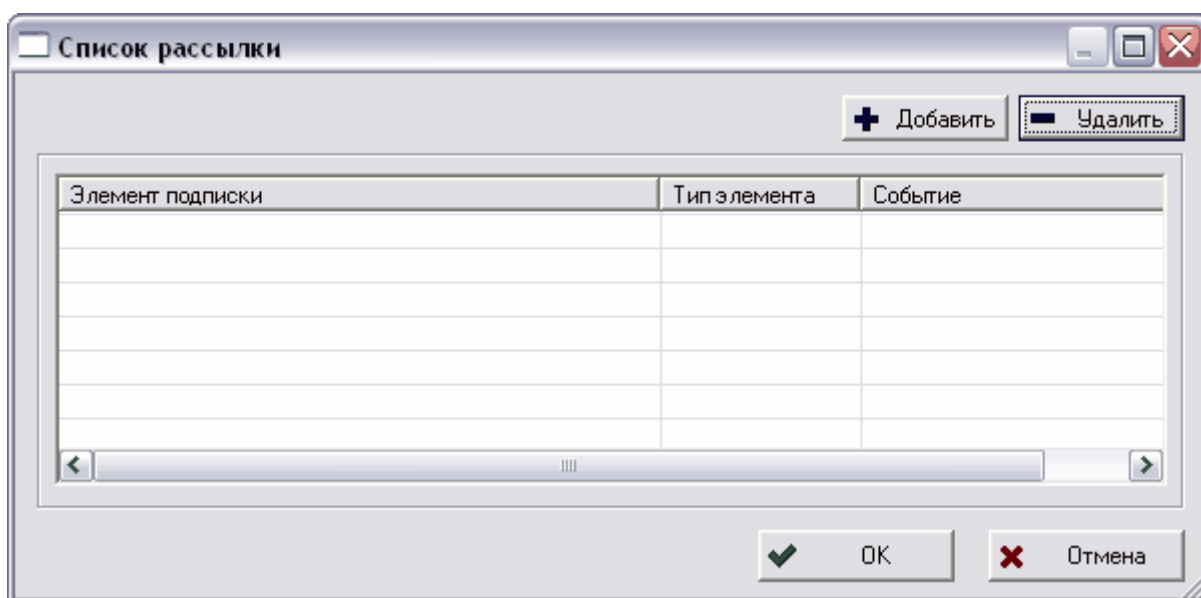 Список рассылки
Добавить Удалить
Элемент подписки Тип элемента Событие
OK Отмена